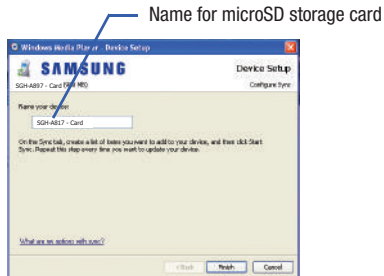 Name for microSD storage card
Windows Media Player - Device Setup
SAMSUNG
Device Setup
SGH-A897 - Card
Configure Sync
Name your device:
SGH-A817 - Card
On the Sync tab, create a list of items you want to add to your device, and then click Start
Sync. Repeat this step every time you want to update your device.
What are my options with sync?
< Back
Finish
Cancel